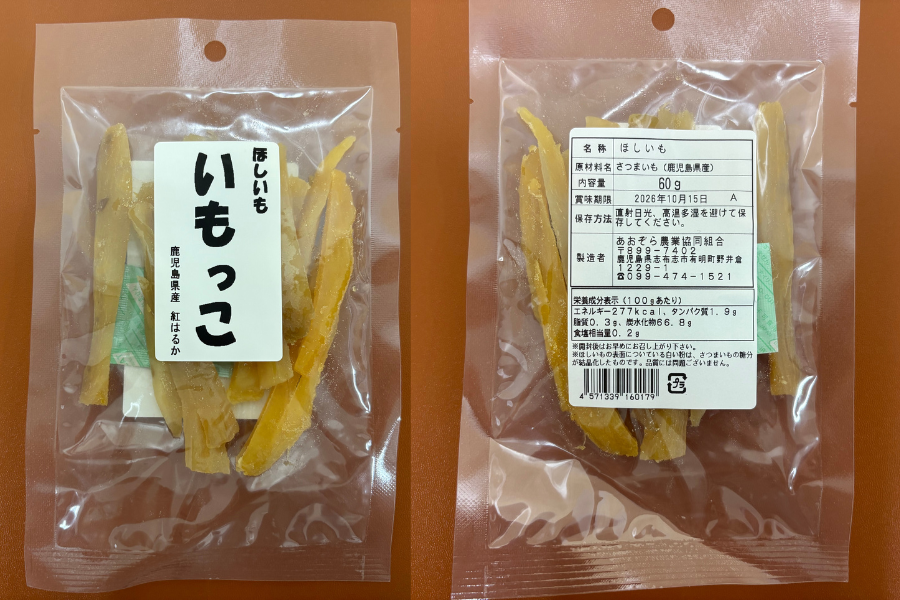 ほしいも
いもっこ
鹿児島県産 紅はるか
名称 ほしいも
原材料名 さつまいも（鹿児島県産）
内容量 60g
賞味期限 2026年10月15日 A
保存方法 直射日光、高温多湿を避けて保
存してください。
製造者 あおぞら農業協同組合
〒899-7402
鹿児島県志布志市有明町野井倉
1229-1
☎099-474-1521
栄養成分表示（100gあたり）
エネルギー277kcal、タンパク質1.9g
脂質0.3g、炭水化物66.8g
食塩相当量0.2g
※開封後はお早めにお召し上がり下さい。
※ほしいもの表面についている白い粉は、さつまいもの糖分
が結晶化したものです。品質には問題ございません。
4 571339 160179
プラ